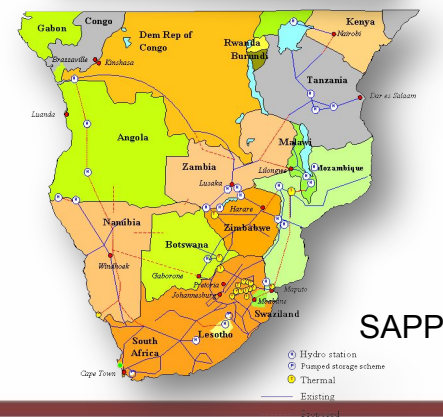 Gabon
Congo
Dem Rep of
Congo
Rwanda
Burundi
Kenya
Nairobi
Brazzaville
Kinshasa
Tanzania
Dar es Salaam
Luanda
Angola
Malawi
Zambia
Lilongwe
Mozambique
Lusaka
Harare
Zimbabwe
Namibia
Botswana
Windhoek
Gaborone
Pretoria
Johannesburg
Maputo
Mbabane
Swaziland
SAPP
Lesotho
South
Africa
Cape Town
Hydro station
Pumped storage scheme
Thermal
Existing